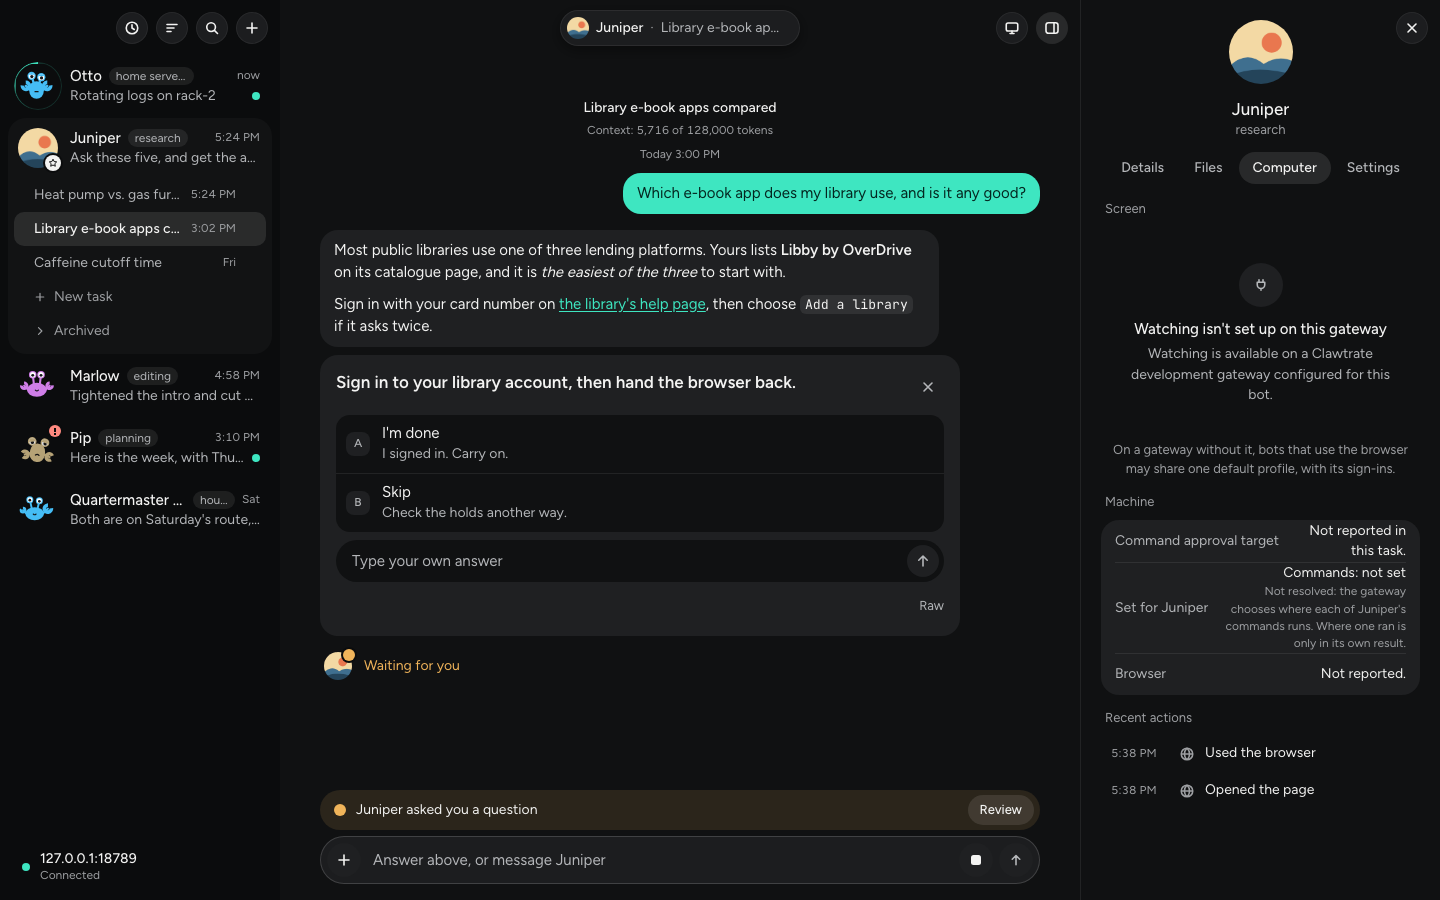 Otto home serve... now
Rotating logs on rack-2
Juniper research 5:24 PM
Ask these five, and get the a...
Heat pump vs. gas fur... 5:24 PM
Library e-book apps c... 3:02 PM
Caffeine cutoff time Fri
New task
Archived
Marlow editing 4:58 PM
Tightened the intro and cut ...
Pip planning 3:10 PM
Here is the week, with Thu...
Quartermaster ... hou... Sat
Both are on Saturday's route,...
127.0.0.1:18789
Connected
Juniper · Library e-book ap...
Library e-book apps compared
Context: 5,716 of 128,000 tokens
Today 3:00 PM
Which e-book app does my library use, and is it any good?
Most public libraries use one of three lending platforms. Yours lists Libby by OverDrive
on its catalogue page, and it is the easiest of the three to start with.
Sign in with your card number on the library's help page, then choose Add a library
if it asks twice.
Sign in to your library account, then hand the browser back.
A I'm done
I signed in. Carry on.
B Skip
Check the holds another way.
Type your own answer
Raw
Waiting for you
Juniper asked you a question Review
Answer above, or message Juniper
Juniper
research
Details Files Computer Settings
Screen
Watching isn't set up on this gateway
Watching is available on a Clawtrate
development gateway configured for this
bot.
On a gateway without it, bots that use the browser
may share one default profile, with its sign-ins.
Machine
Command approval target Not reported in
this task.
Set for Juniper Commands: not set
Not resolved: the gateway
chooses where each of Juniper's
commands runs. Where one ran is
only in its own result.
Browser Not reported.
Recent actions
5:38 PM Used the browser
5:38 PM Opened the page